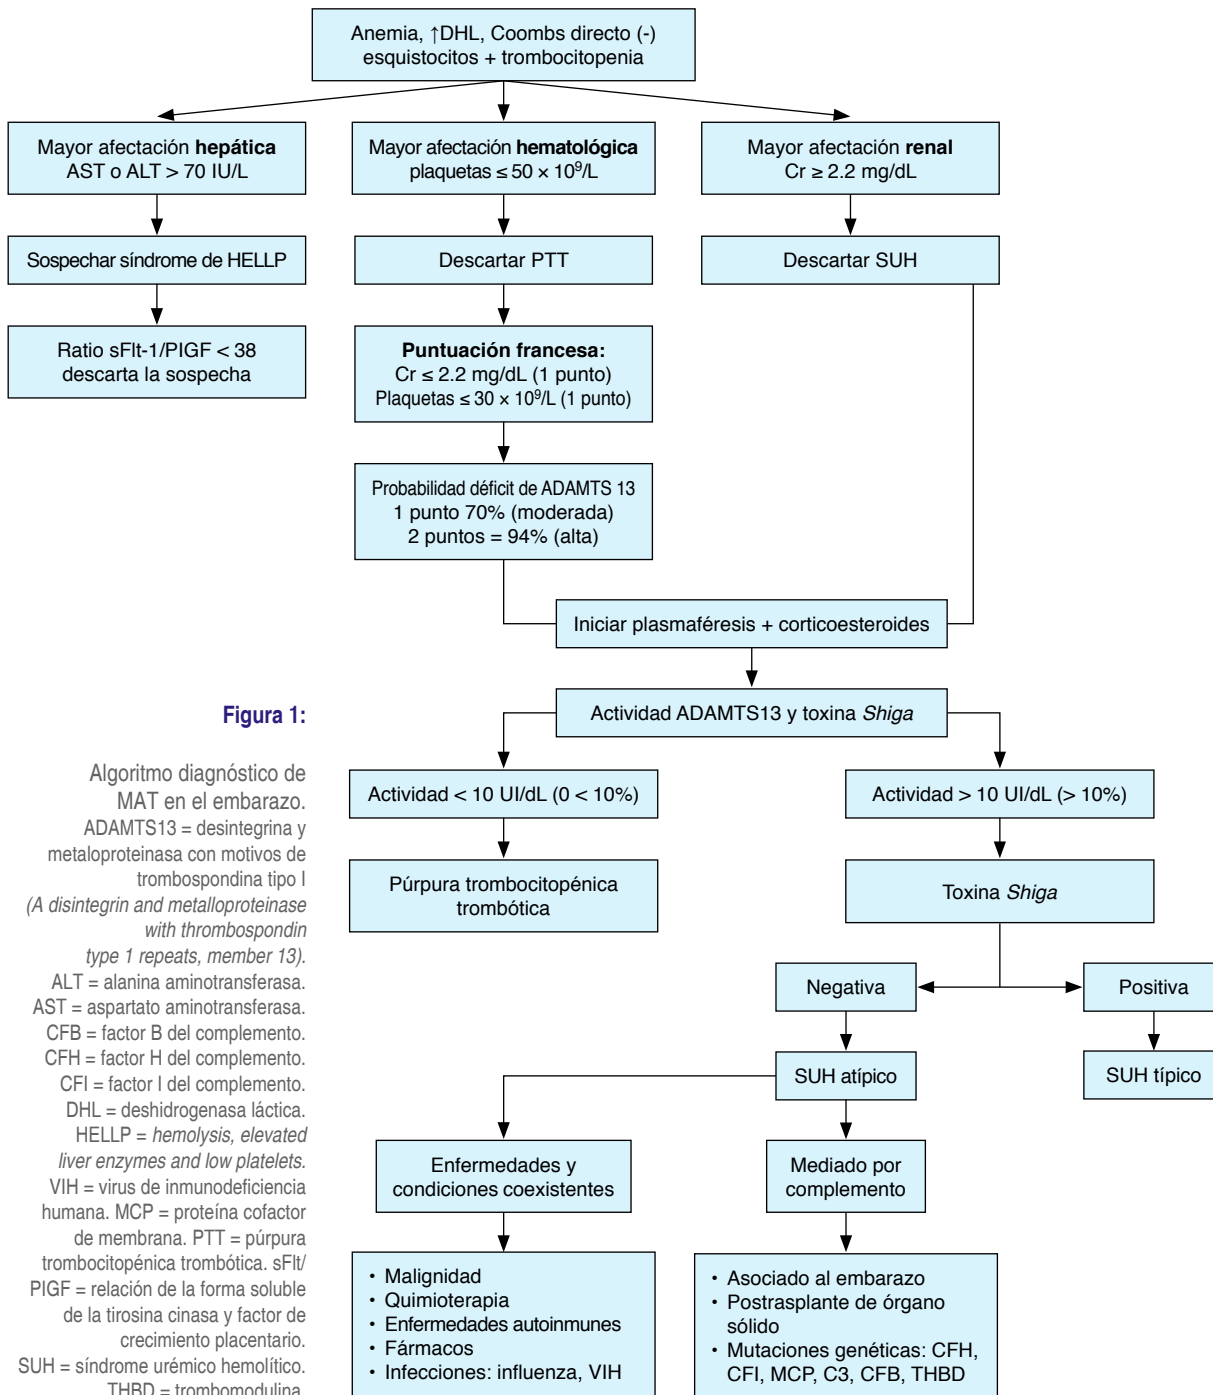 Anemia, ↑DHL, Coombs directo (-)
esquistocitos + trombocitopenia
Mayor afectación hepática
AST o ALT > 70 IU/L
Mayor afectación hematológica
plaquetas ≤ 50 × 10⁹/L
Mayor afectación renal
Cr ≥ 2.2 mg/dL
Sospechar síndrome de HELLP
Descartar PTT
Descartar SUH
Ratio sFlt-1/PIGF < 38
descarta la sospecha
Puntuación francesa:
Cr ≤ 2.2 mg/dL (1 punto)
Plaquetas ≤ 30 × 10⁹/L (1 punto)
Probabilidad déficit de ADAMTS 13
1 punto 70% (moderada)
2 puntos = 94% (alta)
Iniciar plasmaféresis + corticoesteroides
Actividad ADAMTS13 y toxina Shiga
Actividad < 10 UI/dL (0 < 10%)
Actividad > 10 UI/dL (> 10%)
Púrpura trombocitopénica
trombótica
Toxina Shiga
Negativa
Positiva
SUH atípico
SUH típico
Enfermedades y
condiciones coexistentes
Mediado por
complemento
• Malignidad
• Quimioterapia
• Enfermedades autoinmunes
• Fármacos
• Infecciones: influenza, VIH
• Asociado al embarazo
• Postrasplante de órgano
sólido
• Mutaciones genéticas: CFH,
CFI, MCP, C3, CFB, THBD
Figura 1:
Algoritmo diagnóstico de
MAT en el embarazo.
ADAMTS13 = desintegrina y
metaloproteinasa con motivos de
trombospondina tipo I
(A disintegrin and metalloproteinase
with thrombospondin
type 1 repeats, member 13).
ALT = alanina aminotransferasa.
AST = aspartato aminotransferasa.
CFB = factor B del complemento.
CFH = factor H del complemento.
CFI = factor I del complemento.
DHL = deshidrogenasa láctica.
HELLP = hemolysis, elevated
liver enzymes and low platelets.
VIH = virus de inmunodeficiencia
humana. MCP = proteína cofactor
de membrana. PTT = púrpura
trombocitopénica trombótica. sFlt/
PIGF = relación de la forma soluble
de la tirosina cinasa y factor de
crecimiento placentario.
SUH = síndrome urémico hemolítico.
THBD = trombomodulina.